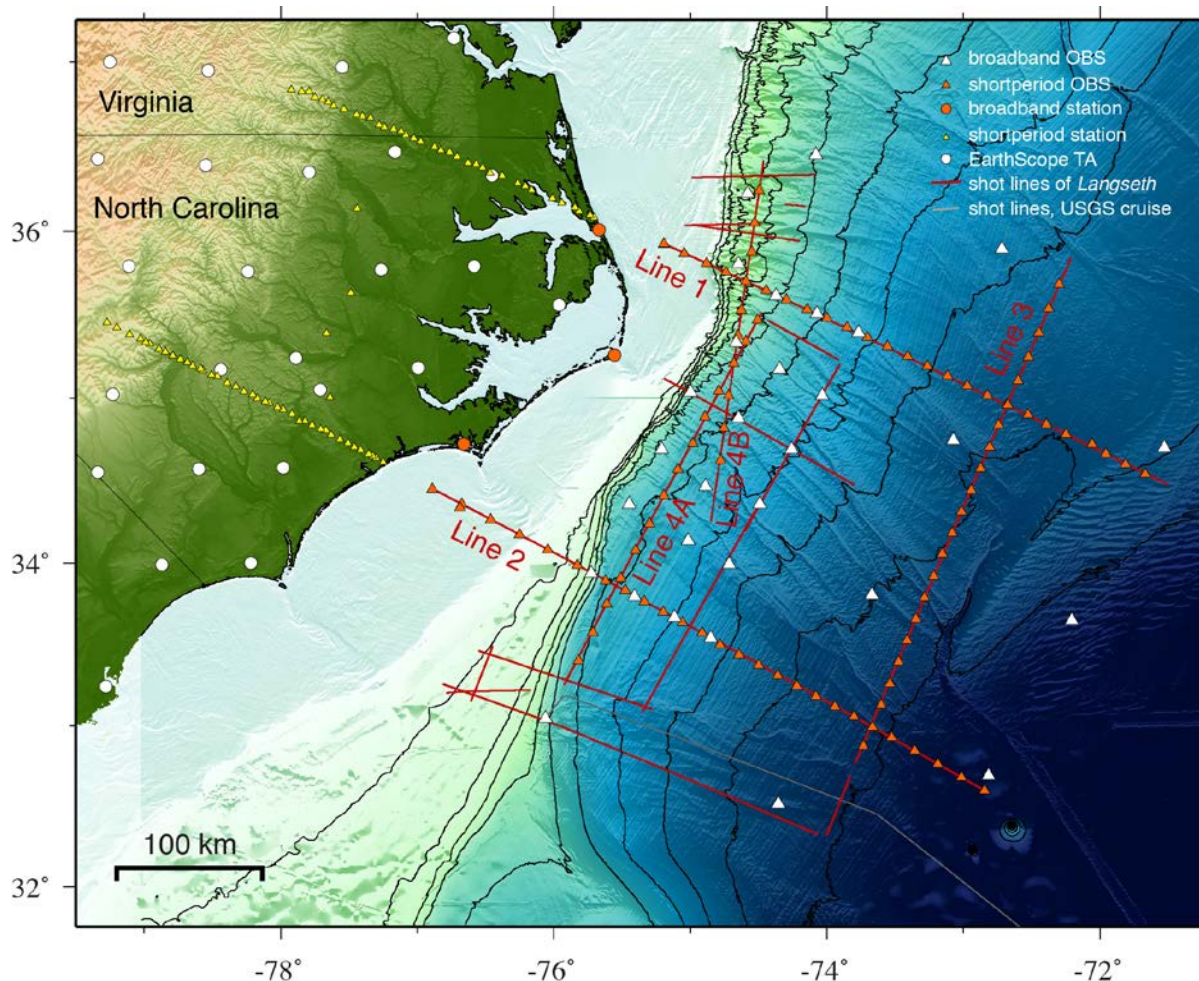 broadband OBS
shortperiod OBS
broadband station
shortperiod station
EarthScope TA
shot lines of Langseth
shot lines, USGS cruise
Virginia
North Carolina
36°
Line 1
Line 3
Line 4B
Line 4A
Line 2
34°
100 km
32°
-78°
-76°
-74°
-72°